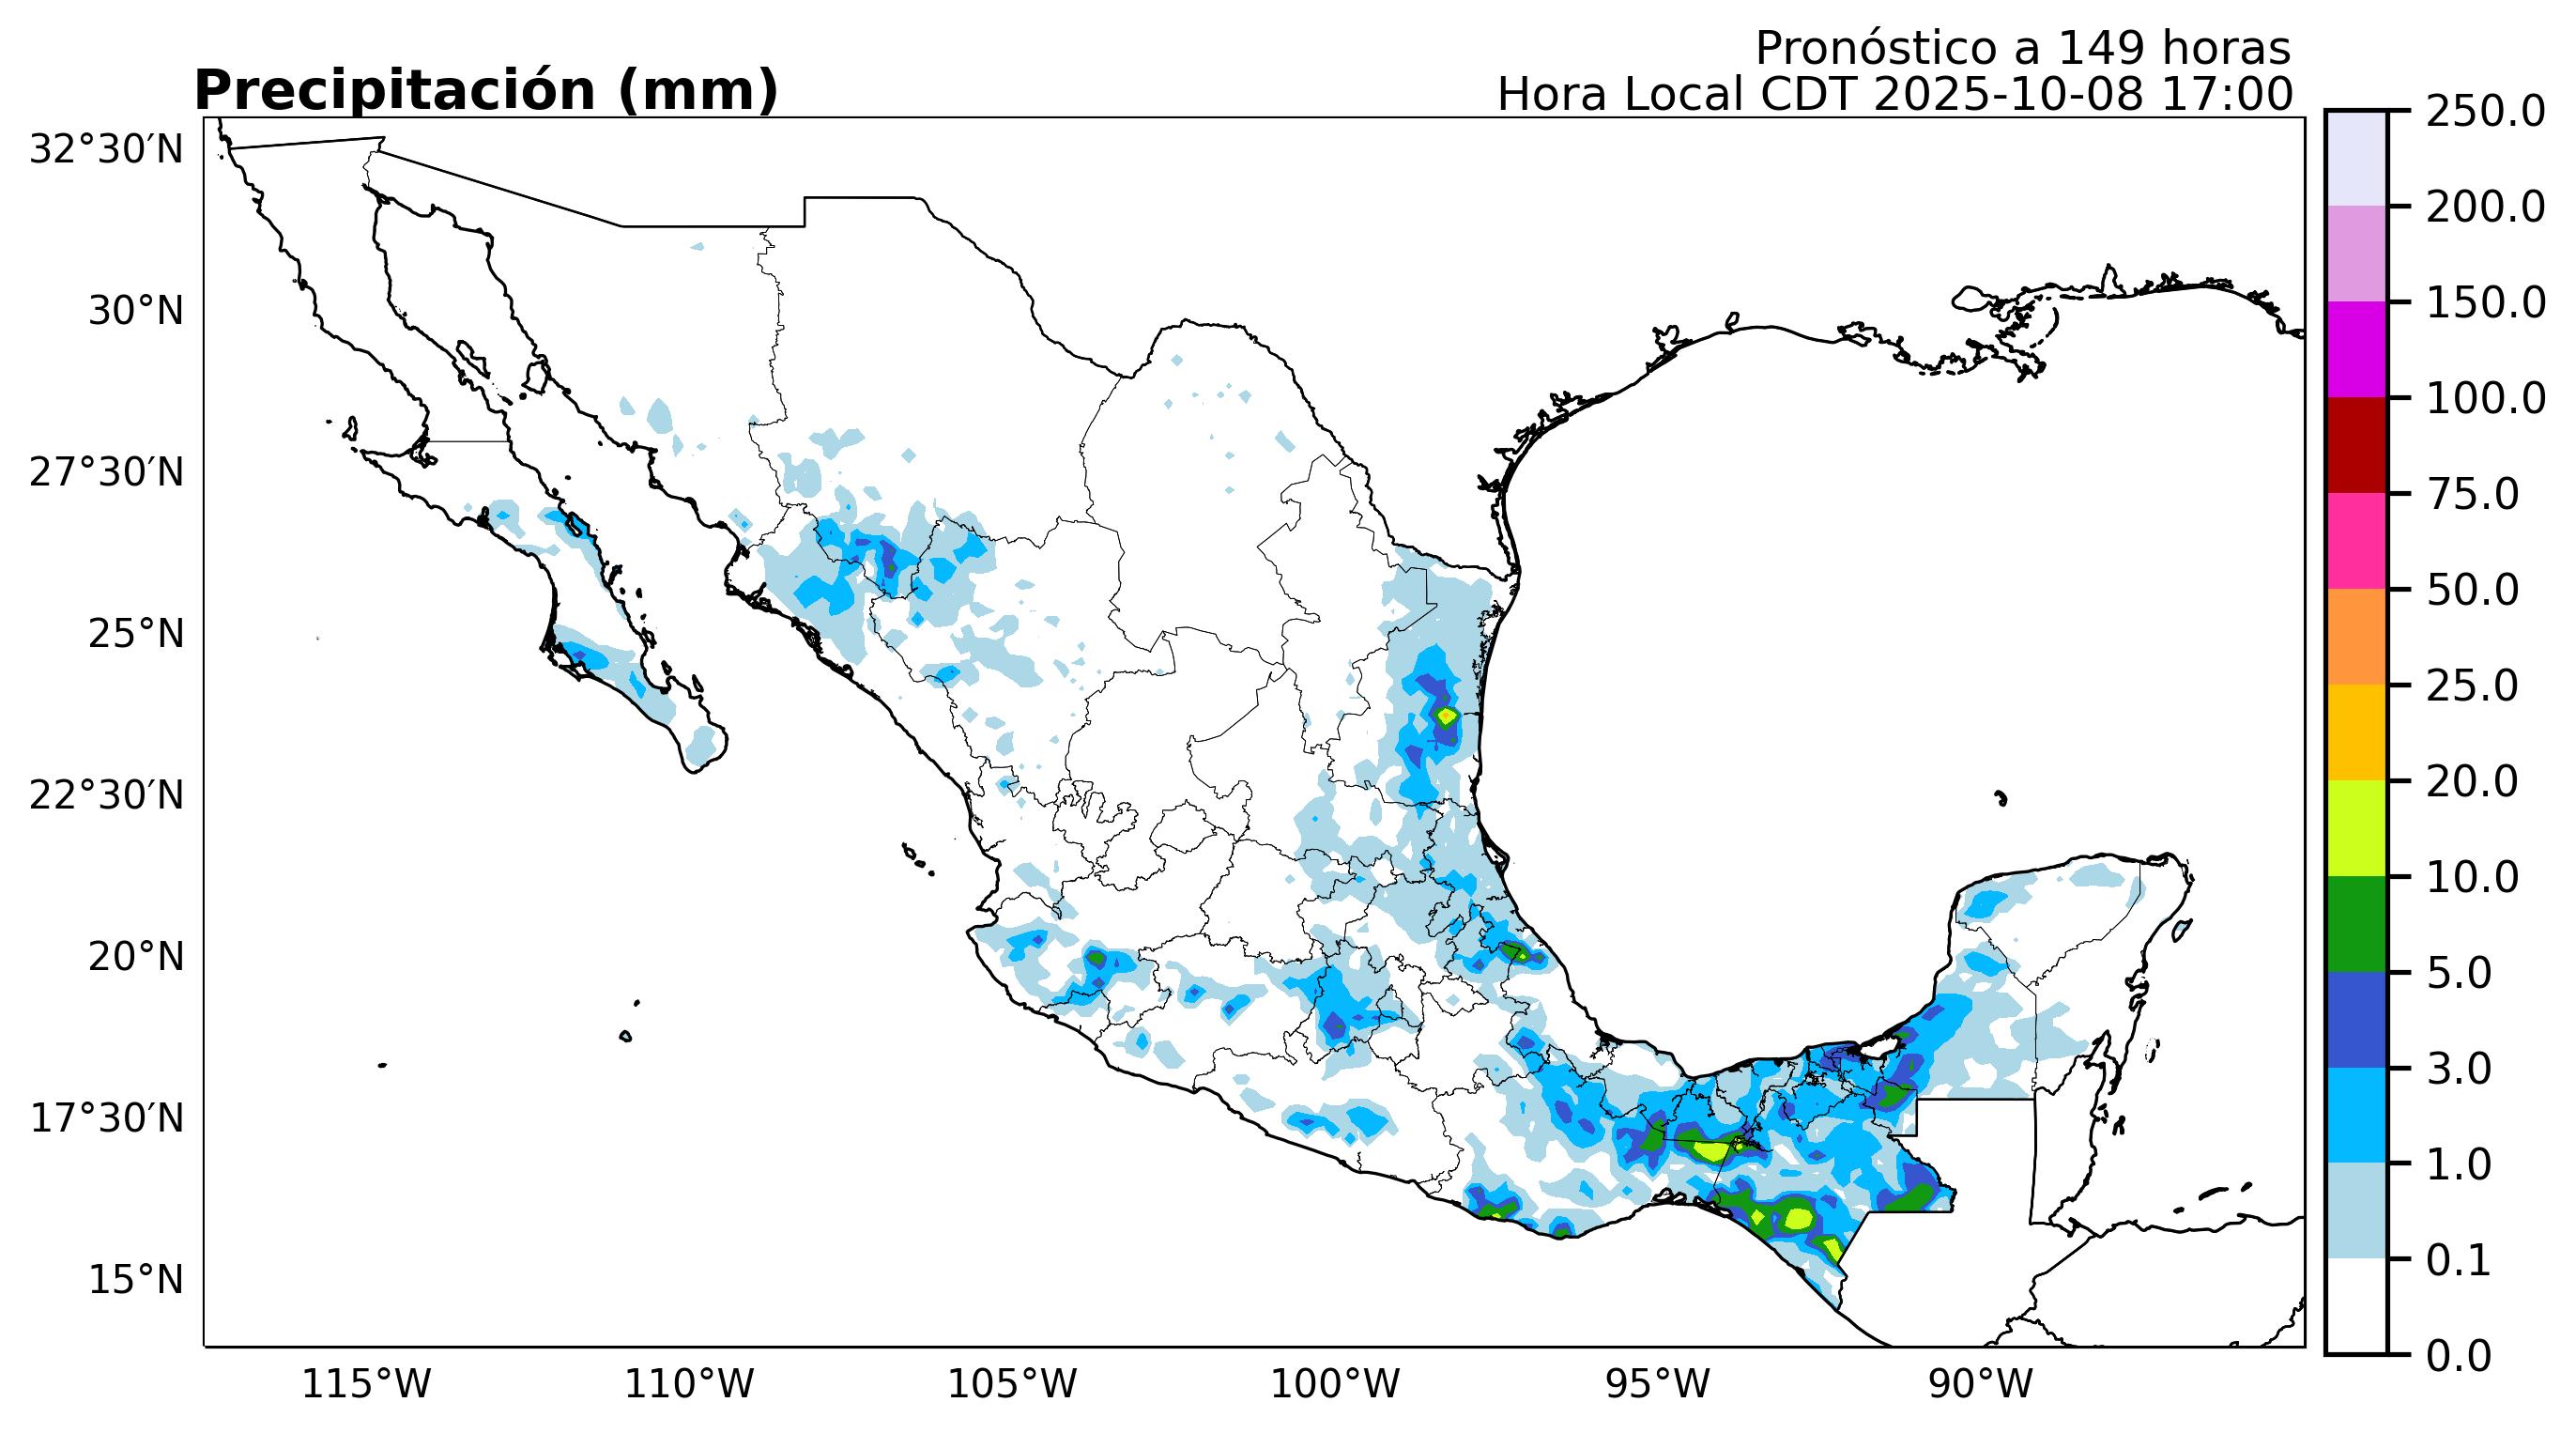 Pronóstico a 149 horas
Precipitación (mm)
Hora Local CDT 2025-10-08 17:00
32°30′N
30°N
27°30′N
25°N
22°30′N
20°N
17°30′N
15°N
115°W
110°W
105°W
100°W
95°W
90°W
250.0
200.0
150.0
100.0
75.0
50.0
25.0
20.0
10.0
5.0
3.0
1.0
0.1
0.0